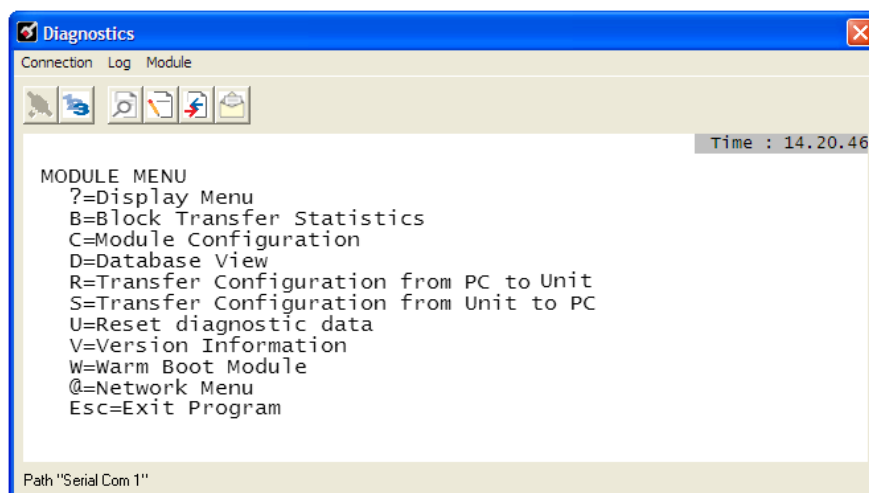 Diagnostics
Connection Log Module
Time : 14.20.46
MODULE MENU
?=Display Menu
B=Block Transfer Statistics
C=Module Configuration
D=Database View
R=Transfer Configuration from PC to Unit
S=Transfer Configuration from Unit to PC
U=Reset diagnostic data
V=Version Information
W=Warm Boot Module
@=Network Menu
Esc=Exit Program
Path "Serial Com 1"